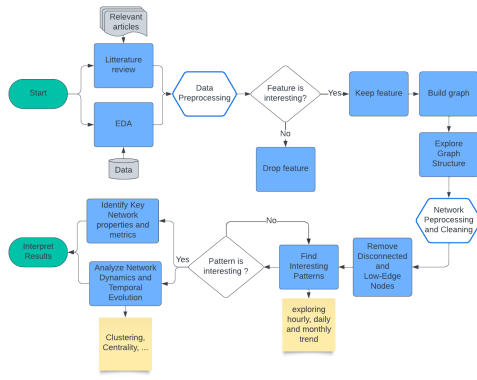 Relevant
articles
Litterature
review
Start
EDA
Data
Data
Preprocessing
Feature is
interesting?
Yes
No
Drop feature
Keep feature
Build graph
Explore
Graph
Structure
Network
Peprocessing
and Cleaning
Remove
Disconnected
and
Low-Edge
Nodes
Find
Interesting
Patterns
exploring
hourly, daily
and monthly
trend
No
Pattern is
interesting ?
Yes
Identify Key
Network
properties and
metrics
Analyze Network
Dynamics and
Temporal
Evolution
Clustering,
Centrality, ...
Interpret
Results